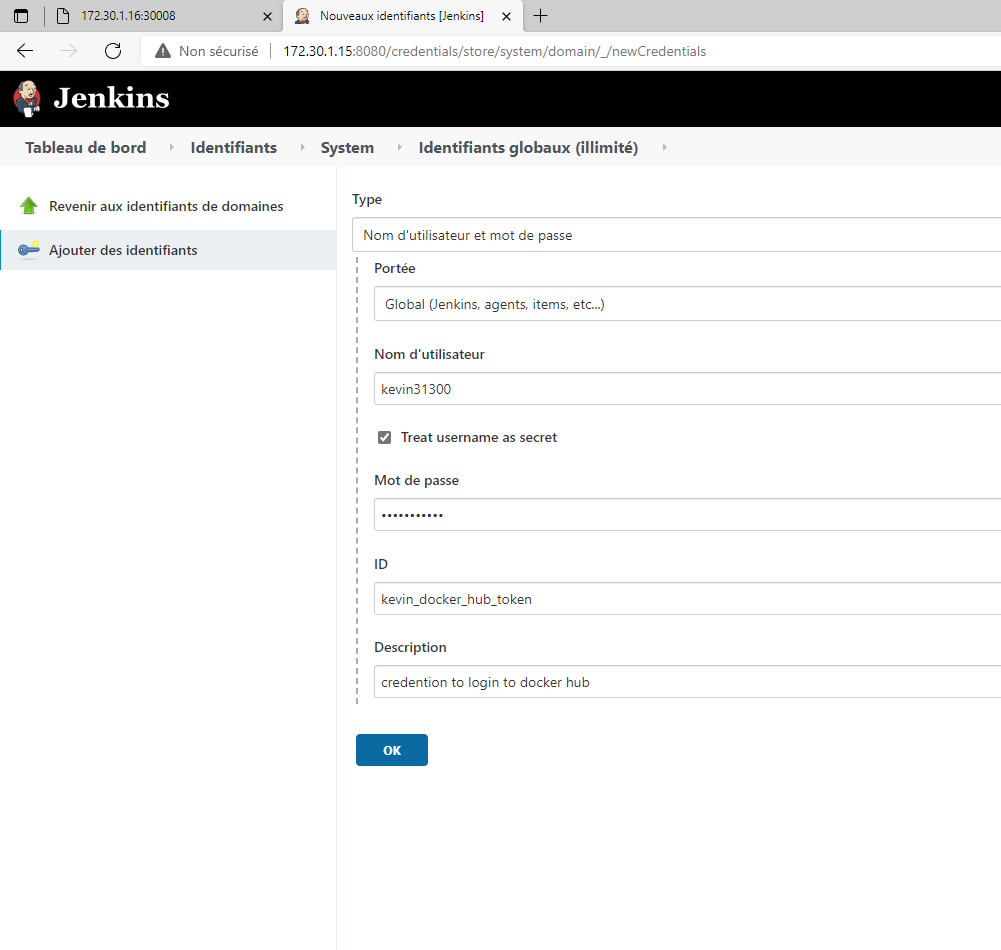 172.30.1.16:30008
Nouveaux identifiants [Jenkins]
Non sécurisé
172.30.1.15:8080/credentials/store/system/domain/_/newCredentials
Jenkins
Tableau de bord
Identifiants
System
Identifiants globaux (illimité)
Revenir aux identifiants de domaines
Ajouter des identifiants
Type
Nom d'utilisateur et mot de passe
Portée
Global (Jenkins, agents, items, etc...)
Nom d'utilisateur
kevin31300
Treat username as secret
Mot de passe
•••••••••••
ID
kevin_docker_hub_token
Description
credention to login to docker hub
OK